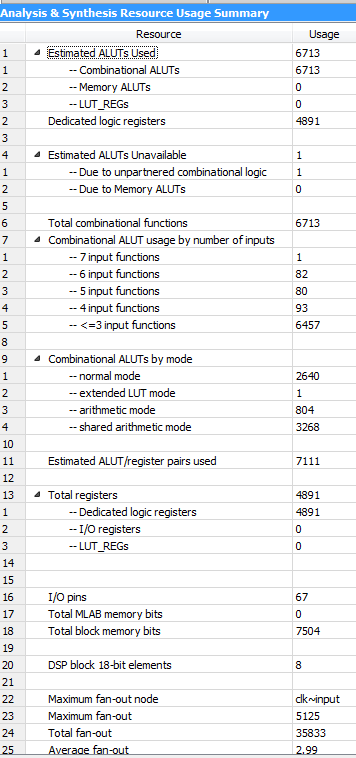 Analysis & Synthesis Resource Usage Summary
Resource Usage
1 Estimated ALUTs Used 6713
1 -- Combinational ALUTs 6713
2 -- Memory ALUTs 0
3 -- LUT_REGs 0
2 Dedicated logic registers 4891
3
4 Estimated ALUTs Unavailable 1
1 -- Due to unpartnered combinational logic 1
2 -- Due to Memory ALUTs 0
5
6 Total combinational functions 6713
7 Combinational ALUT usage by number of inputs
1 -- 7 input functions 1
2 -- 6 input functions 82
3 -- 5 input functions 80
4 -- 4 input functions 93
5 -- <=3 input functions 6457
8
9 Combinational ALUTs by mode
1 -- normal mode 2640
2 -- extended LUT mode 1
3 -- arithmetic mode 804
4 -- shared arithmetic mode 3268
10
11 Estimated ALUT/register pairs used 7111
12
13 Total registers 4891
1 -- Dedicated logic registers 4891
2 -- I/O registers 0
3 -- LUT_REGs 0
14
15
16 I/O pins 67
17 Total MLAB memory bits 0
18 Total block memory bits 7504
19
20 DSP block 18-bit elements 8
21
22 Maximum fan-out node clk~input
23 Maximum fan-out 5125
24 Total fan-out 35833
25 Average fan-out 2.99